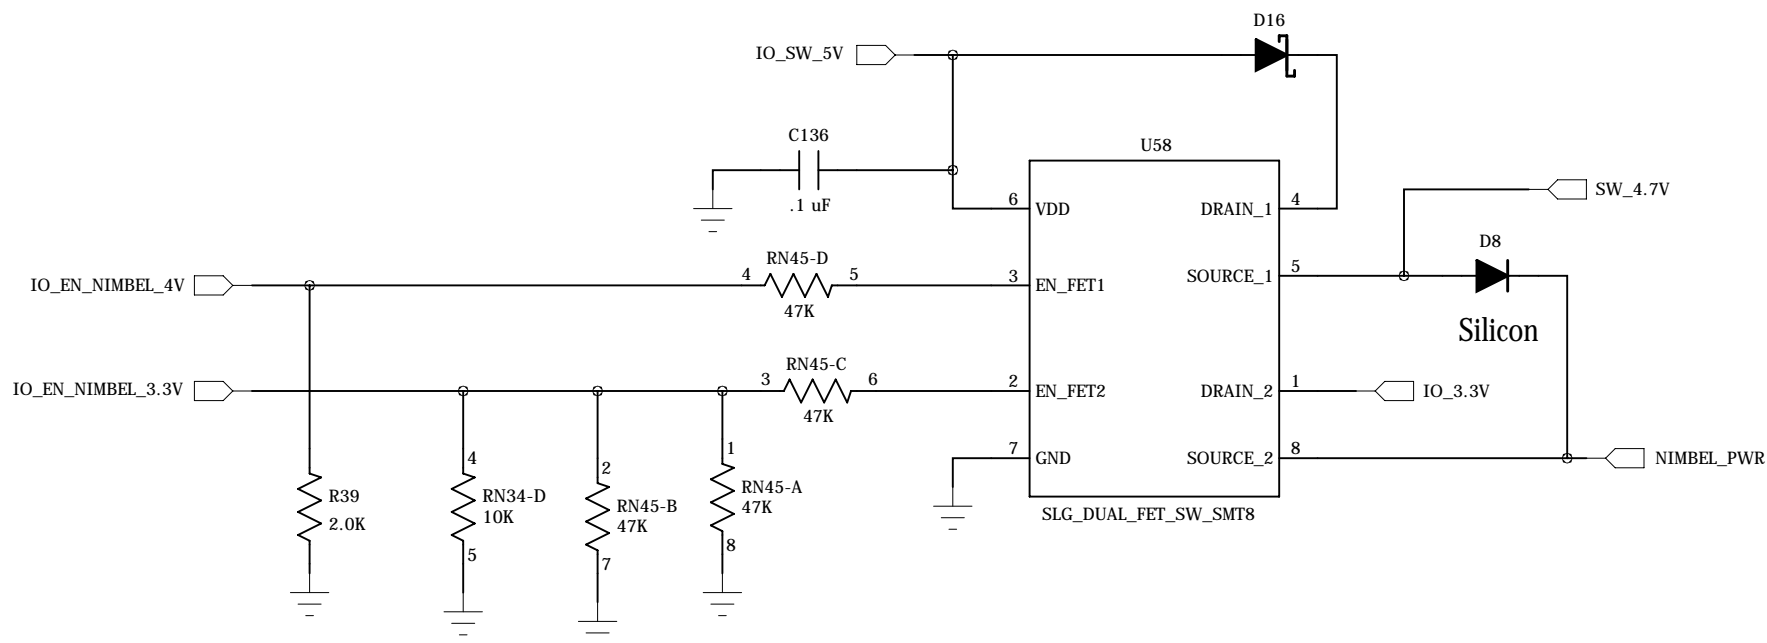 D16
IO_SW_5V
C136
.1 uF
U58
6
VDD
DRAIN_1
4
SW_4.7V
RN45-D
D8
IO_EN_NIMBEL_4V
4
5
47K
3
EN_FET1
SOURCE_1
5
Silicon
RN45-C
IO_EN_NIMBEL_3.3V
3
6
47K
2
EN_FET2
DRAIN_2
1
IO_3.3V
7
GND
SOURCE_2
8
NIMBEL_PWR
R39
2.0K
4
RN34-D
10K
5
2
RN45-B
47K
7
1
RN45-A
47K
8
SLG_DUAL_FET_SW_SMT8